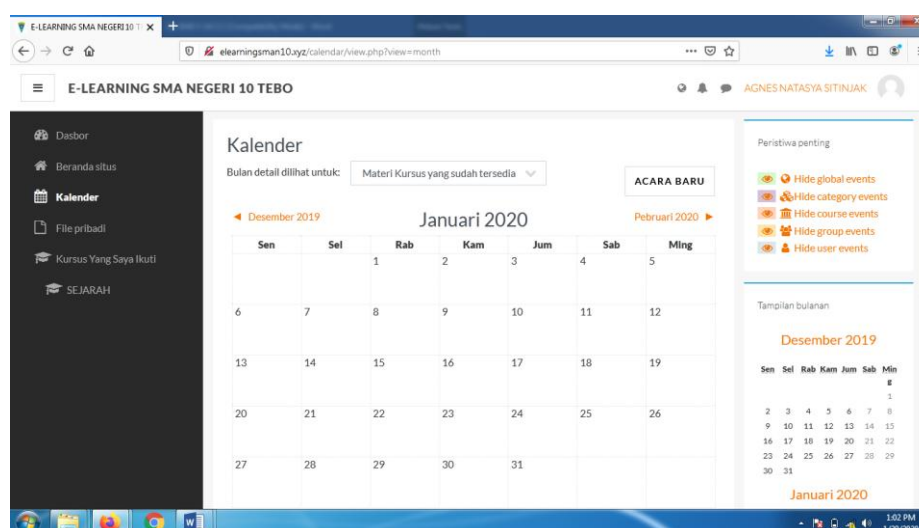 E-LEARNING SMA NEGERI 10 T
elearningsman10.xyz/calendar/view.php?view=month
E-LEARNING SMA NEGERI 10 TEBO
AGNES NATASYA SITINJAK
Dasbor
Beranda situs
Kalender
File pribadi
Kursus Yang Saya Ikuti
SEJARAH
Kalender
Bulan detail dilihat untuk:
Materi Kursus yang sudah tersedia
ACARA BARU
Desember 2019
Januari 2020
Pebruari 2020
Sen Sel Rab Kam Jum Sab Ming
1 2 3 4 5
6 7 8 9 10 11 12
13 14 15 16 17 18 19
20 21 22 23 24 25 26
27 28 29 30 31
Peristiwa penting
Hide global events
Hide category events
Hide course events
Hide group events
Hide user events
Tampilan bulanan
Desember 2019
Sen Sel Rab Kam Jum Sab Min
g
1
2 3 4 5 6 7 8
9 10 11 12 13 14 15
16 17 18 19 20 21 22
23 24 25 26 27 28 29
30 31
Januari 2020
1:02 PM